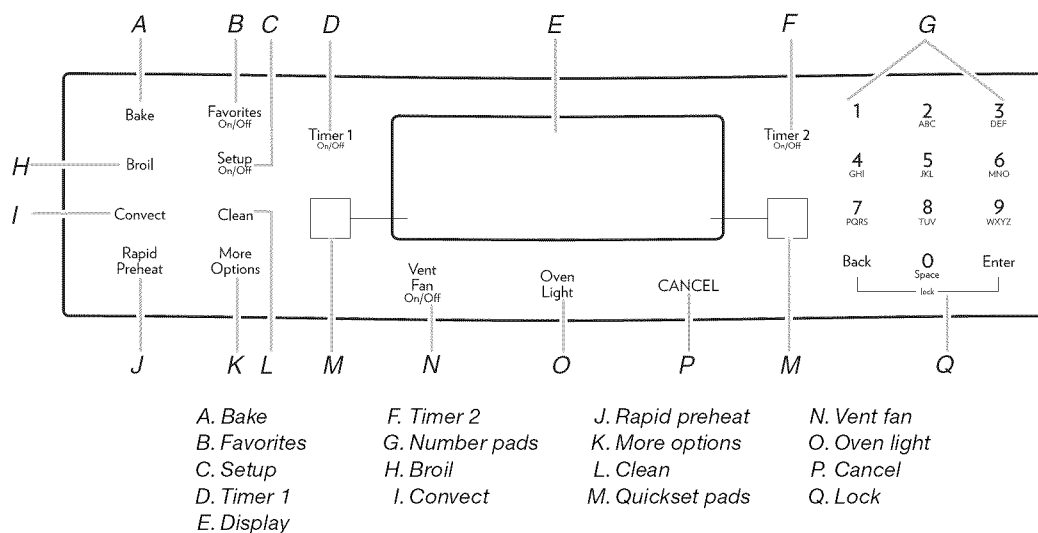 A B C D E F G
Bake
Favorites
On/Off
Timer 1
On/Off
Timer 2
On/Off
1 2 3
ABC DEF
H
Broil
Setup
On/Off
4 5 6
GHI JKL MNO
I
Convect
Clean
7 8 9
PQRS TUV WXYZ
Rapid
Preheat
More
Options
Vent
Fan
On/Off
Oven
Light
CANCEL
Back 0 Enter
Space
lock
J K L M N O P M Q
A. Bake
B. Favorites
C. Setup
D. Timer 1
E. Display
F. Timer 2
G. Number pads
H. Broil
I. Convect
J. Rapid preheat
K. More options
L. Clean
M. Quickset pads
N. Vent fan
O. Oven light
P. Cancel
Q. Lock